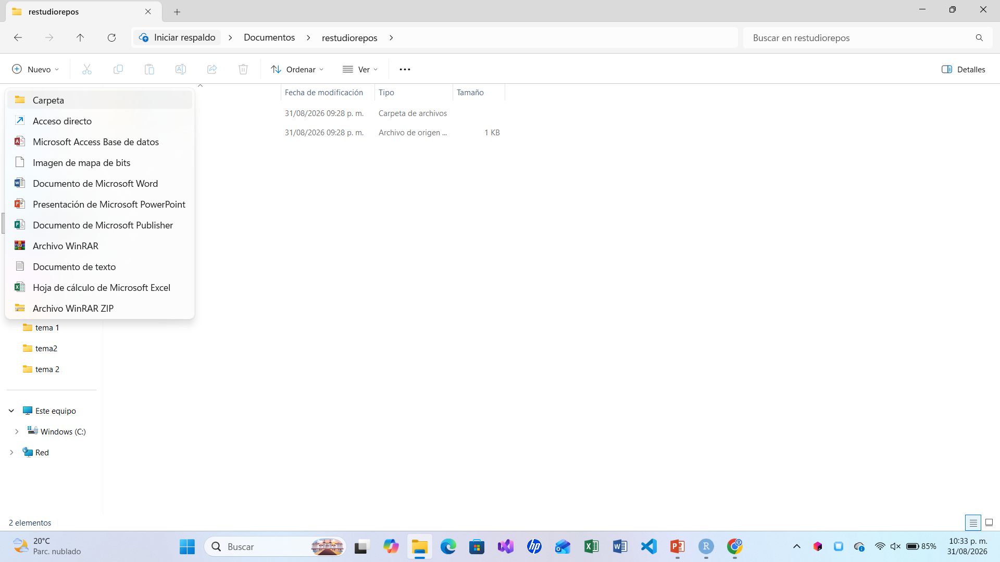 restudiorepos
Iniciar respaldo
Documentos
restudiorepos
Buscar en restudiorepos
Nuevo
Ordenar
Ver
Detalles
Fecha de modificación
Tipo
Tamaño
31/08/2026 09:28 p. m.
Carpeta de archivos
31/08/2026 09:28 p. m.
Archivo de origen ...
1 KB
Carpeta
Acceso directo
Microsoft Access Base de datos
Imagen de mapa de bits
Documento de Microsoft Word
Presentación de Microsoft PowerPoint
Documento de Microsoft Publisher
Archivo WinRAR
Documento de texto
Hoja de cálculo de Microsoft Excel
Archivo WinRAR ZIP
tema 1
tema2
tema 2
Este equipo
Windows (C:)
Red
2 elementos
20°C
Parc. nublado
Buscar
85%
10:33 p. m.
31/08/2026